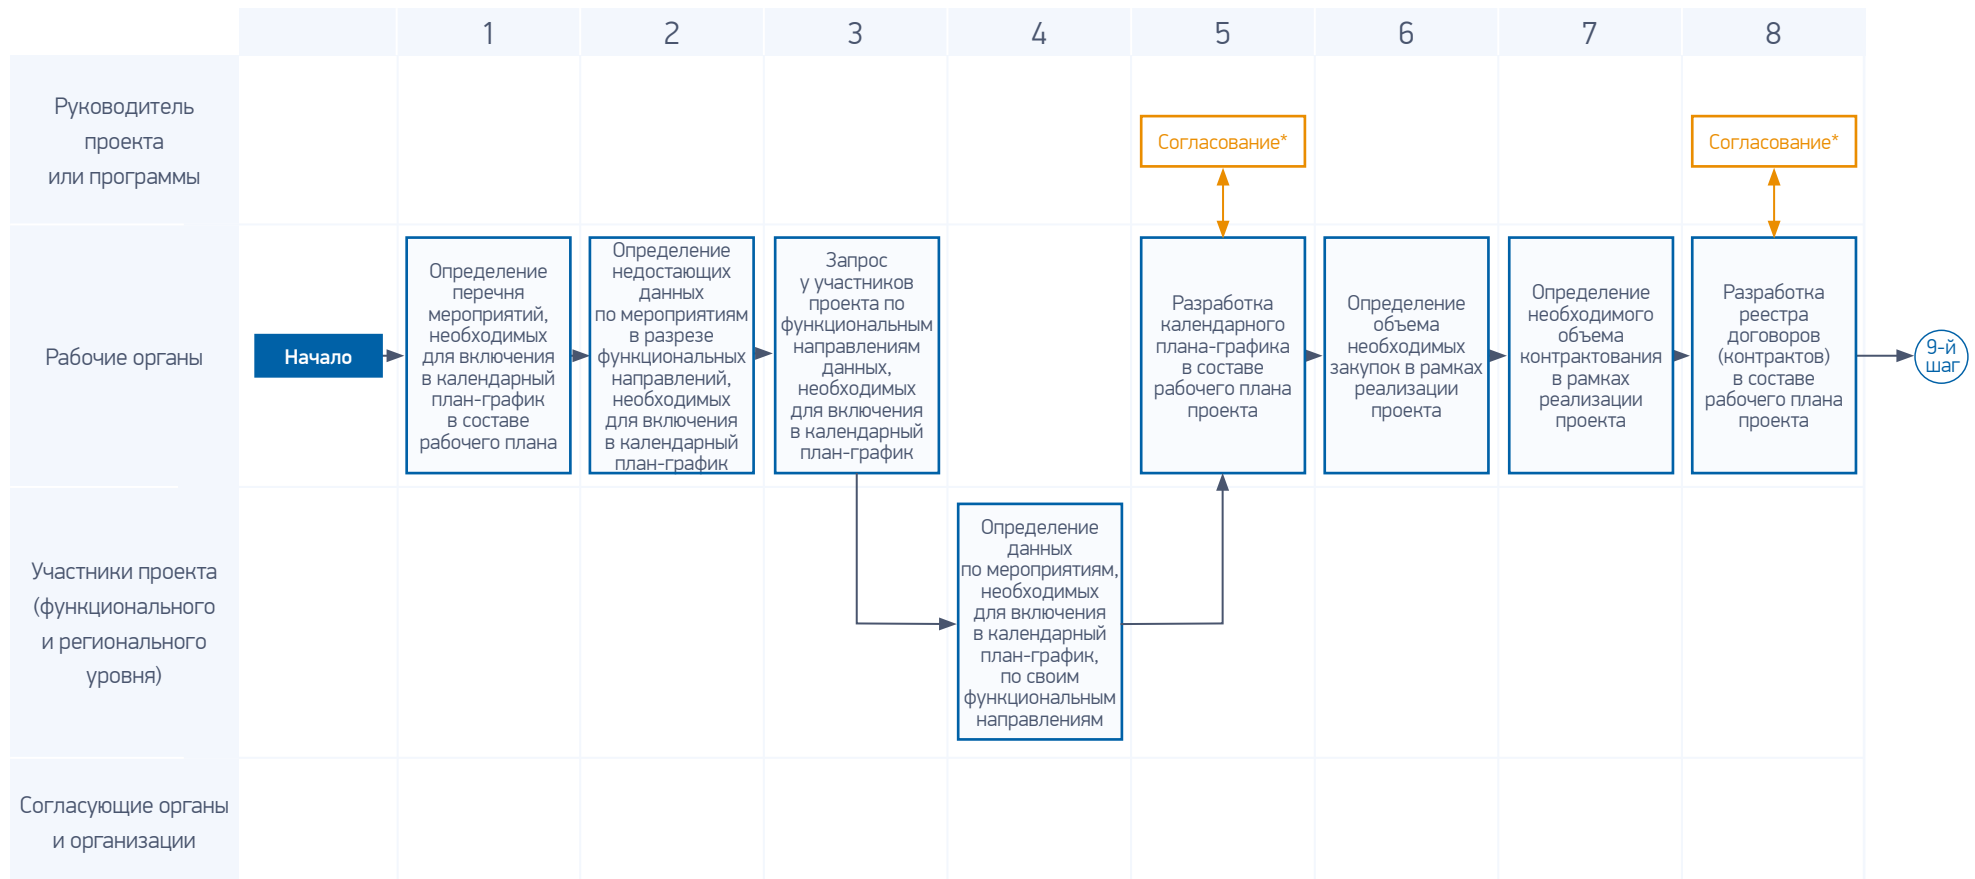 1
2
3
4
5
6
7
8
Руководитель
проекта
или программы
Согласование*
Согласование*
Рабочие органы
Начало
Определение
перечня
мероприятий,
необходимых
для включения
в календарный
план-график
в составе
рабочего плана
Определение
недостающих
данных
по мероприятиям
в разрезе
функциональных
направлений,
необходимых
для включения
в календарный
план-график
Запрос
у участников
проекта по
функциональным
направлениям
данных,
необходимых
для включения
в календарный
план-график
Разработка
календарного
плана-графика
в составе
рабочего плана
проекта
Определение
объема
необходимых
закупок в рамках
реализации
проекта
Определение
необходимого
объема
контрактования
в рамках
реализации
проекта
Разработка
реестра
договоров
(контрактов)
в составе
рабочего плана
проекта
9-й
шаг
Участники проекта
(функционального
и регионального
уровня)
Определение
данных
по мероприятиям,
необходимых
для включения
в календарный
план-график,
по своим
функциональным
направлениям
Согласующие органы
и организации